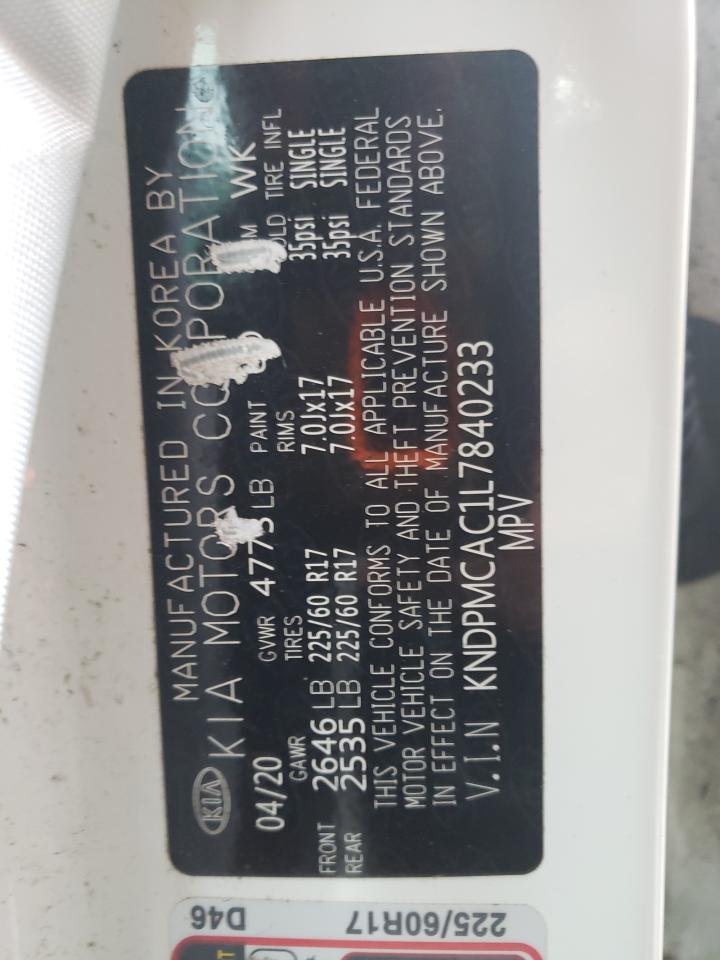 MANUFACTURED IN KOREA BY
KIA KIA MOTORS CORPORATION
04/20 GVWR 4775 LB PAINT WK
GAWR TIRES RIMS COLD TIRE INFL
FRONT 2646 LB 225/60 R17 7.0Jx17 35psi SINGLE
REAR 2535 LB 225/60 R17 7.0Jx17 35psi SINGLE
THIS VEHICLE CONFORMS TO ALL APPLICABLE U.S.A. FEDERAL
MOTOR VEHICLE SAFETY AND THEFT PREVENTION STANDARDS
IN EFFECT ON THE DATE OF MANUFACTURE SHOWN ABOVE.
V.I.N KNDPMCAC1L7840233
MPV
D46
225/60R17